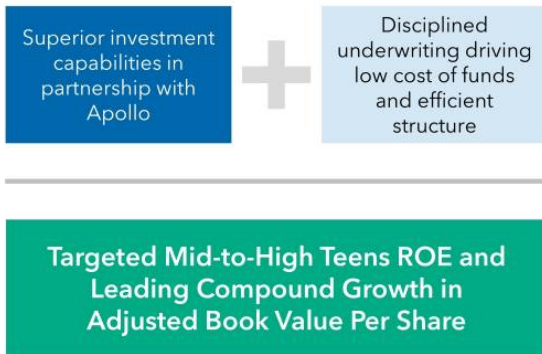 Superior investment
capabilities in
partnership with
Apollo
Disciplined
underwriting driving
low cost of funds
and efficient
structure
Targeted Mid-to-High Teens ROE and
Leading Compound Growth in
Adjusted Book Value Per Share